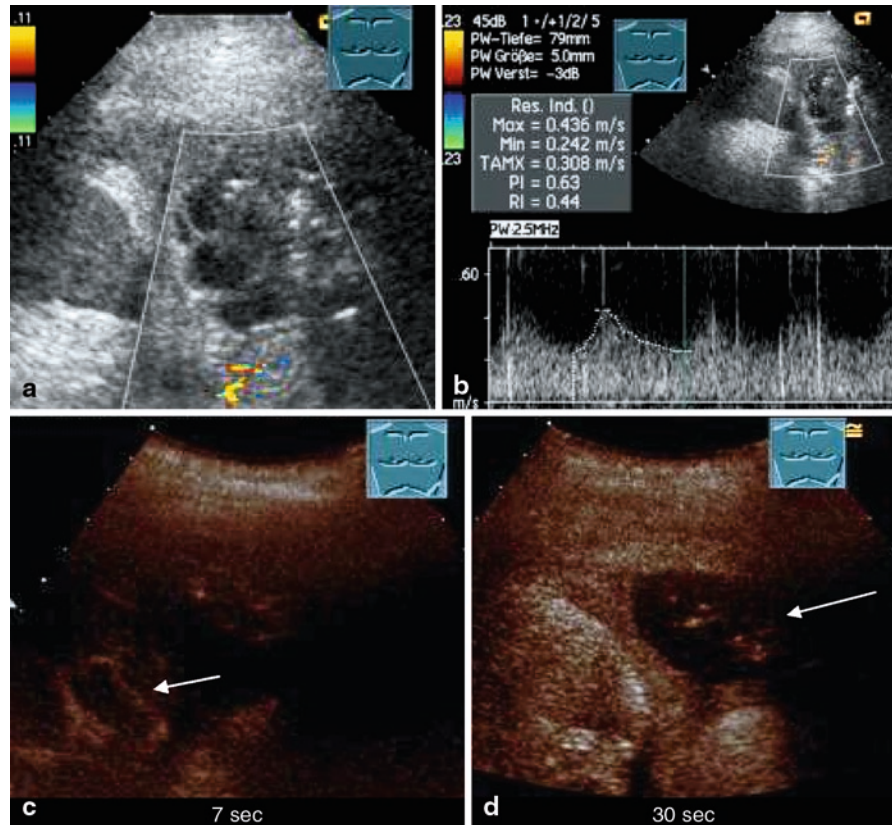 .11
.11
a
.23
.23
45dB 1 •/+1/2/ 5
PW-Tiefe= 79mm
PW Größe= 5.0mm
PW Verst= -3dB
Res. Ind. ()
Max = 0.436 m/s
Min = 0.242 m/s
TAMX = 0.308 m/s
PI = 0.63
RI = 0.44
PW:2.5MHz
.60
m/s
b
c
7 sec
d
30 sec